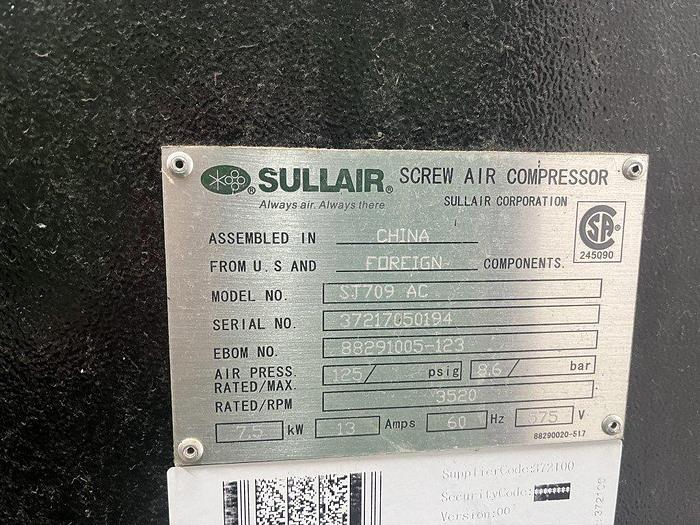 SULLAIR® SCREW AIR COMPRESSOR
Always air. Always there SULLAIR CORPORATION
ASSEMBLED IN CHINA
CSA ®
245090
FROM U.S AND FOREIGN COMPONENTS.
MODEL NO. SJ709 AC
SERIAL NO. 37217050194
EBOM NO. 88291005-123
AIR PRESS. RATED/MAX. 125/ psig 8.6/ bar
RATED/RPM 3520
7.5 kW 13 Amps 60 Hz 575 V
88290020-517
SupplierCode:372100
SecurityCode:********
Version:00
372100